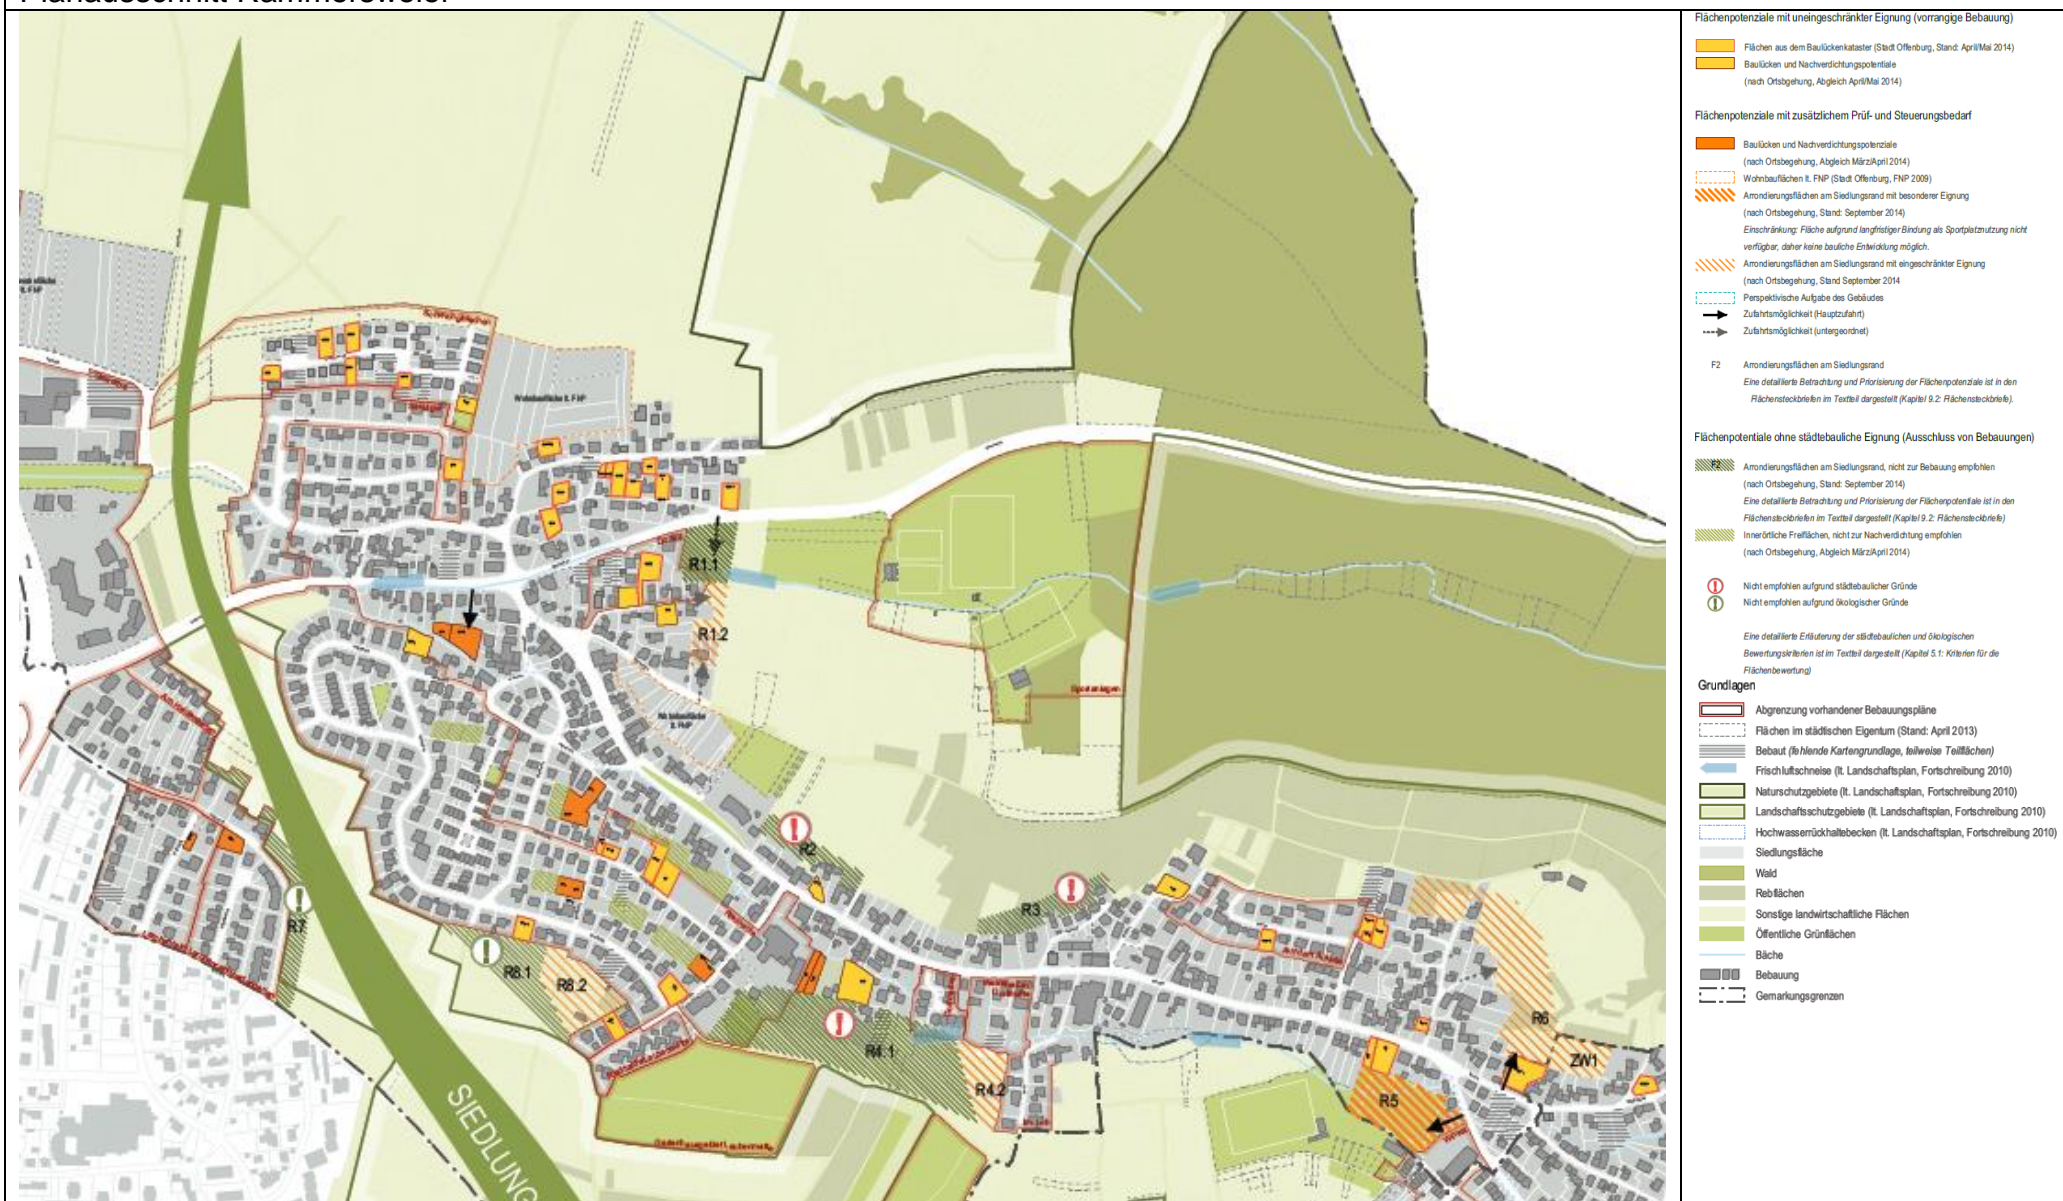 Planausschnitt Rammersweier
Flächenpotenziale mit uneingeschränkter Eignung (vorrangige Bebauung)
Flächen aus dem Baulückenkataster (Stadt Offenburg, Stand: April/Mai 2014)
Baulücken und Nachverdichtungspotentiale
(nach Ortsbgehung, Abgleich April/Mai 2014)
Flächenpotenziale mit zusätzlichem Prüf- und Steuerungsbedarf
Baulücken und Nachverdichtungspotenziale
(nach Ortsbegehung, Abgleich März/April 2014)
Wohnbauflächen lt. FNP (Stadt Offenburg, FNP 2009)
Arrondierungsflächen am Siedlungsrand mit besonderer Eignung
(nach Ortsbegehung, Stand: September 2014)
Einschränkung: Fläche aufgrund langfristiger Bindung als Sportplatznutzung nicht
verfügbar, daher keine bauliche Entwicklung möglich.
Arrondierungsflächen am Siedlungsrand mit eingeschränkter Eignung
(nach Ortsbegehung, Stand September 2014
Perspektivische Aufgabe des Gebäudes
Zufahrtsmöglichkeit (Hauptzufahrt)
Zufahrtsmöglichkeit (untergeordnet)
F2 Arrondierungsflächen am Siedlungsrand
Eine detaillierte Betrachtung und Priorisierung der Flächenpotenziale ist in den
Flächensteckbriefen im Textteil dargestellt (Kapitel 9.2: Flächensteckbriefe).
Flächenpotentiale ohne städtebauliche Eignung (Ausschluss von Bebauungen)
F2 Arrondierungsflächen am Siedlungsrand, nicht zur Bebauung empfohlen
(nach Ortsbegehung, Stand: September 2014)
Eine detaillierte Betrachtung und Priorisierung der Flächenpotentiale ist in den
Flächensteckbriefen im Textteil dargestellt (Kapitel 9.2: Flächensteckbriefe)
Innerörtliche Freiflächen, nicht zur Nachverdichtung empfohlen
(nach Ortsbegehung, Abgleich März/April 2014)
Nicht empfohlen aufgrund städtebaulicher Gründe
Nicht empfohlen aufgrund ökologischer Gründe
Eine detaillierte Erläuterung der städtebaulichen und ökologischen
Bewertungskriterien ist im Textteil dargestellt (Kapitel 5.1: Kriterien für die
Flächenbewertung)
Grundlagen
Abgrenzung vorhandener Bebauungspläne
Flächen im städtischen Eigentum (Stand: April 2013)
Bebaut (fehlende Kartengrundlage, teilweise Teilflächen)
Frischluftschneise (lt. Landschaftsplan, Fortschreibung 2010)
Naturschutzgebiete (lt. Landschaftsplan, Fortschreibung 2010)
Landschaftsschutzgebiete (lt. Landschaftsplan, Fortschreibung 2010)
Hochwasserrückhaltebecken (lt. Landschaftsplan, Fortschreibung 2010)
Siedlungsfläche
Wald
Rebflächen
Sonstige landwirtschaftliche Flächen
Öffentliche Grünflächen
Bäche
Bebauung
Gemarkungsgrenzen
Wohnbaufläche lt. FNP
R1.1
R1.2
Wohnbaufläche
lt. FNP
Sportanlagen
R2
R3
R7
R8.1
R8.2
R4.1
R4.2
R5
R6
ZW1
SIEDLUNG